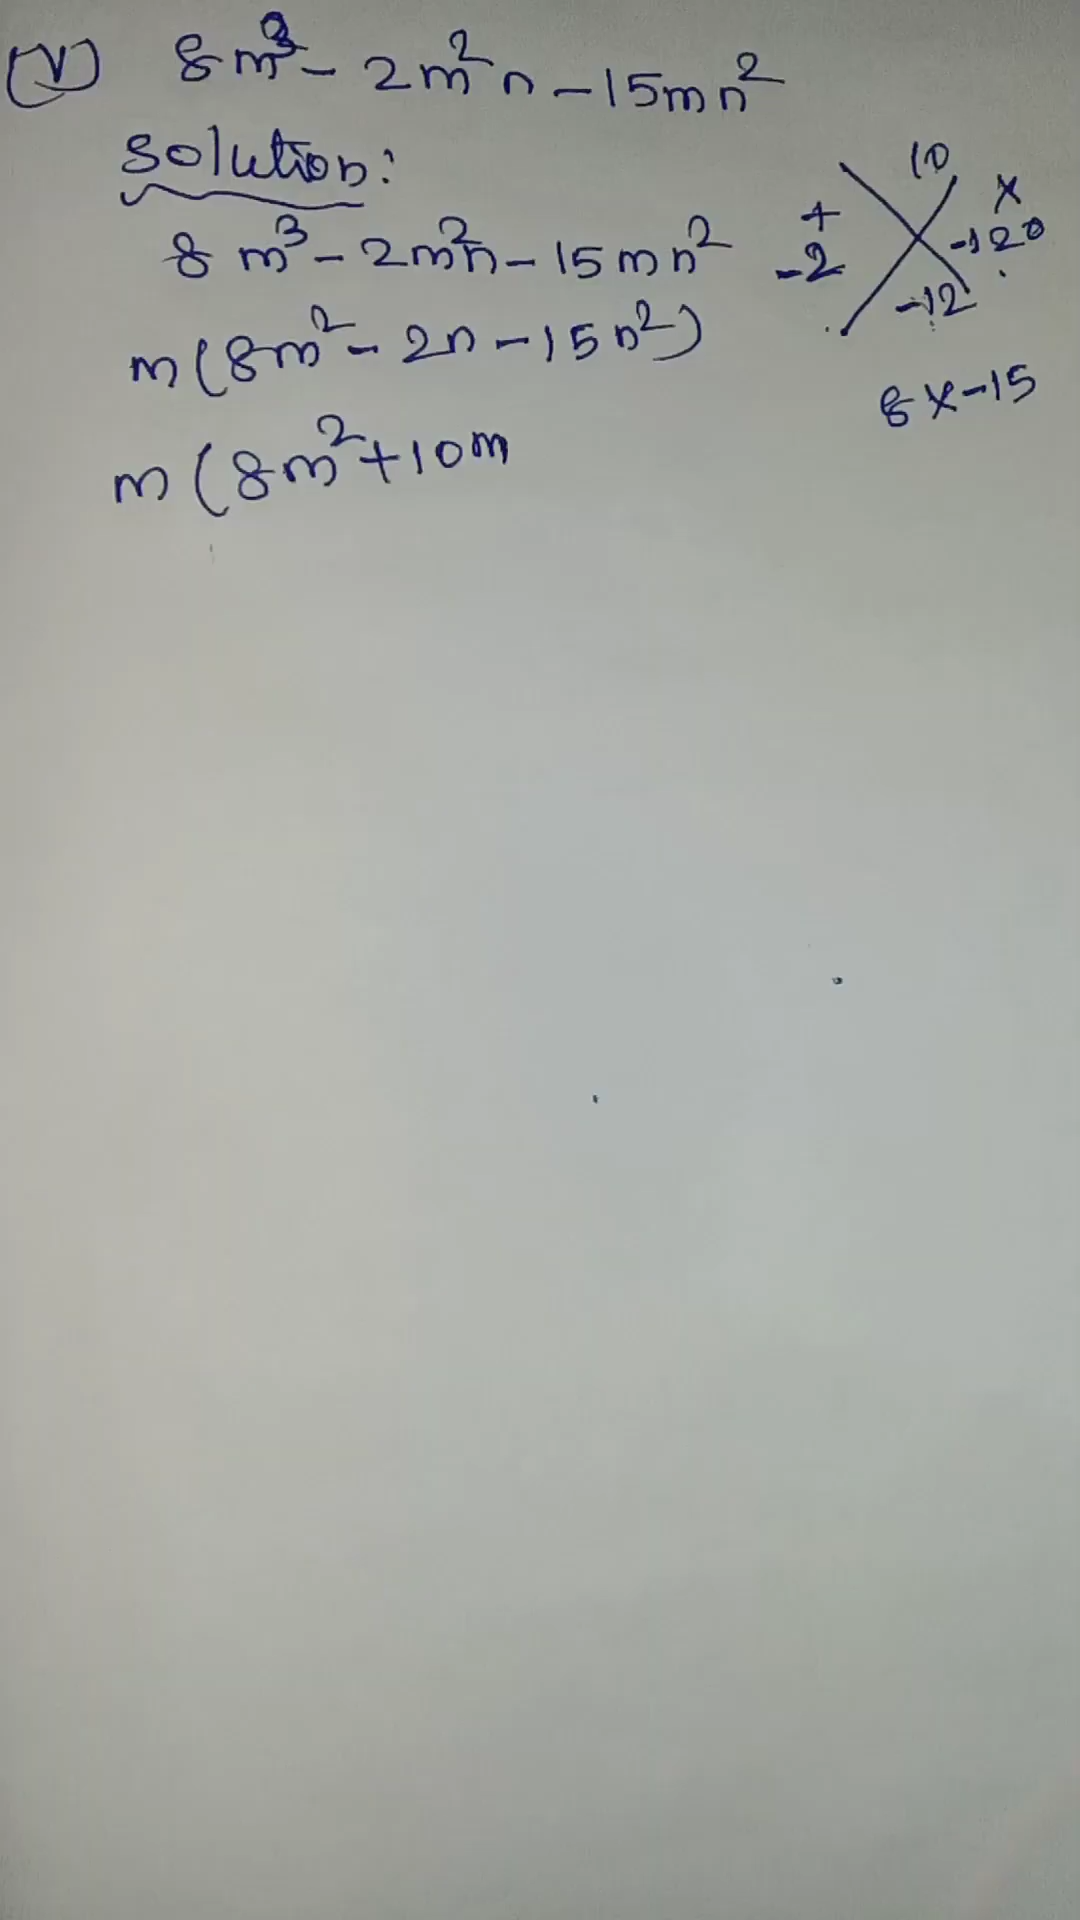 (V) 8m³ - 2m²n - 15mn²
Solution:
8m³ - 2m²n - 15mn²
m(8m² - 2n - 15n²)
m(8m² + 10m
10
+ ×
-2 -120
-12
8 × -15